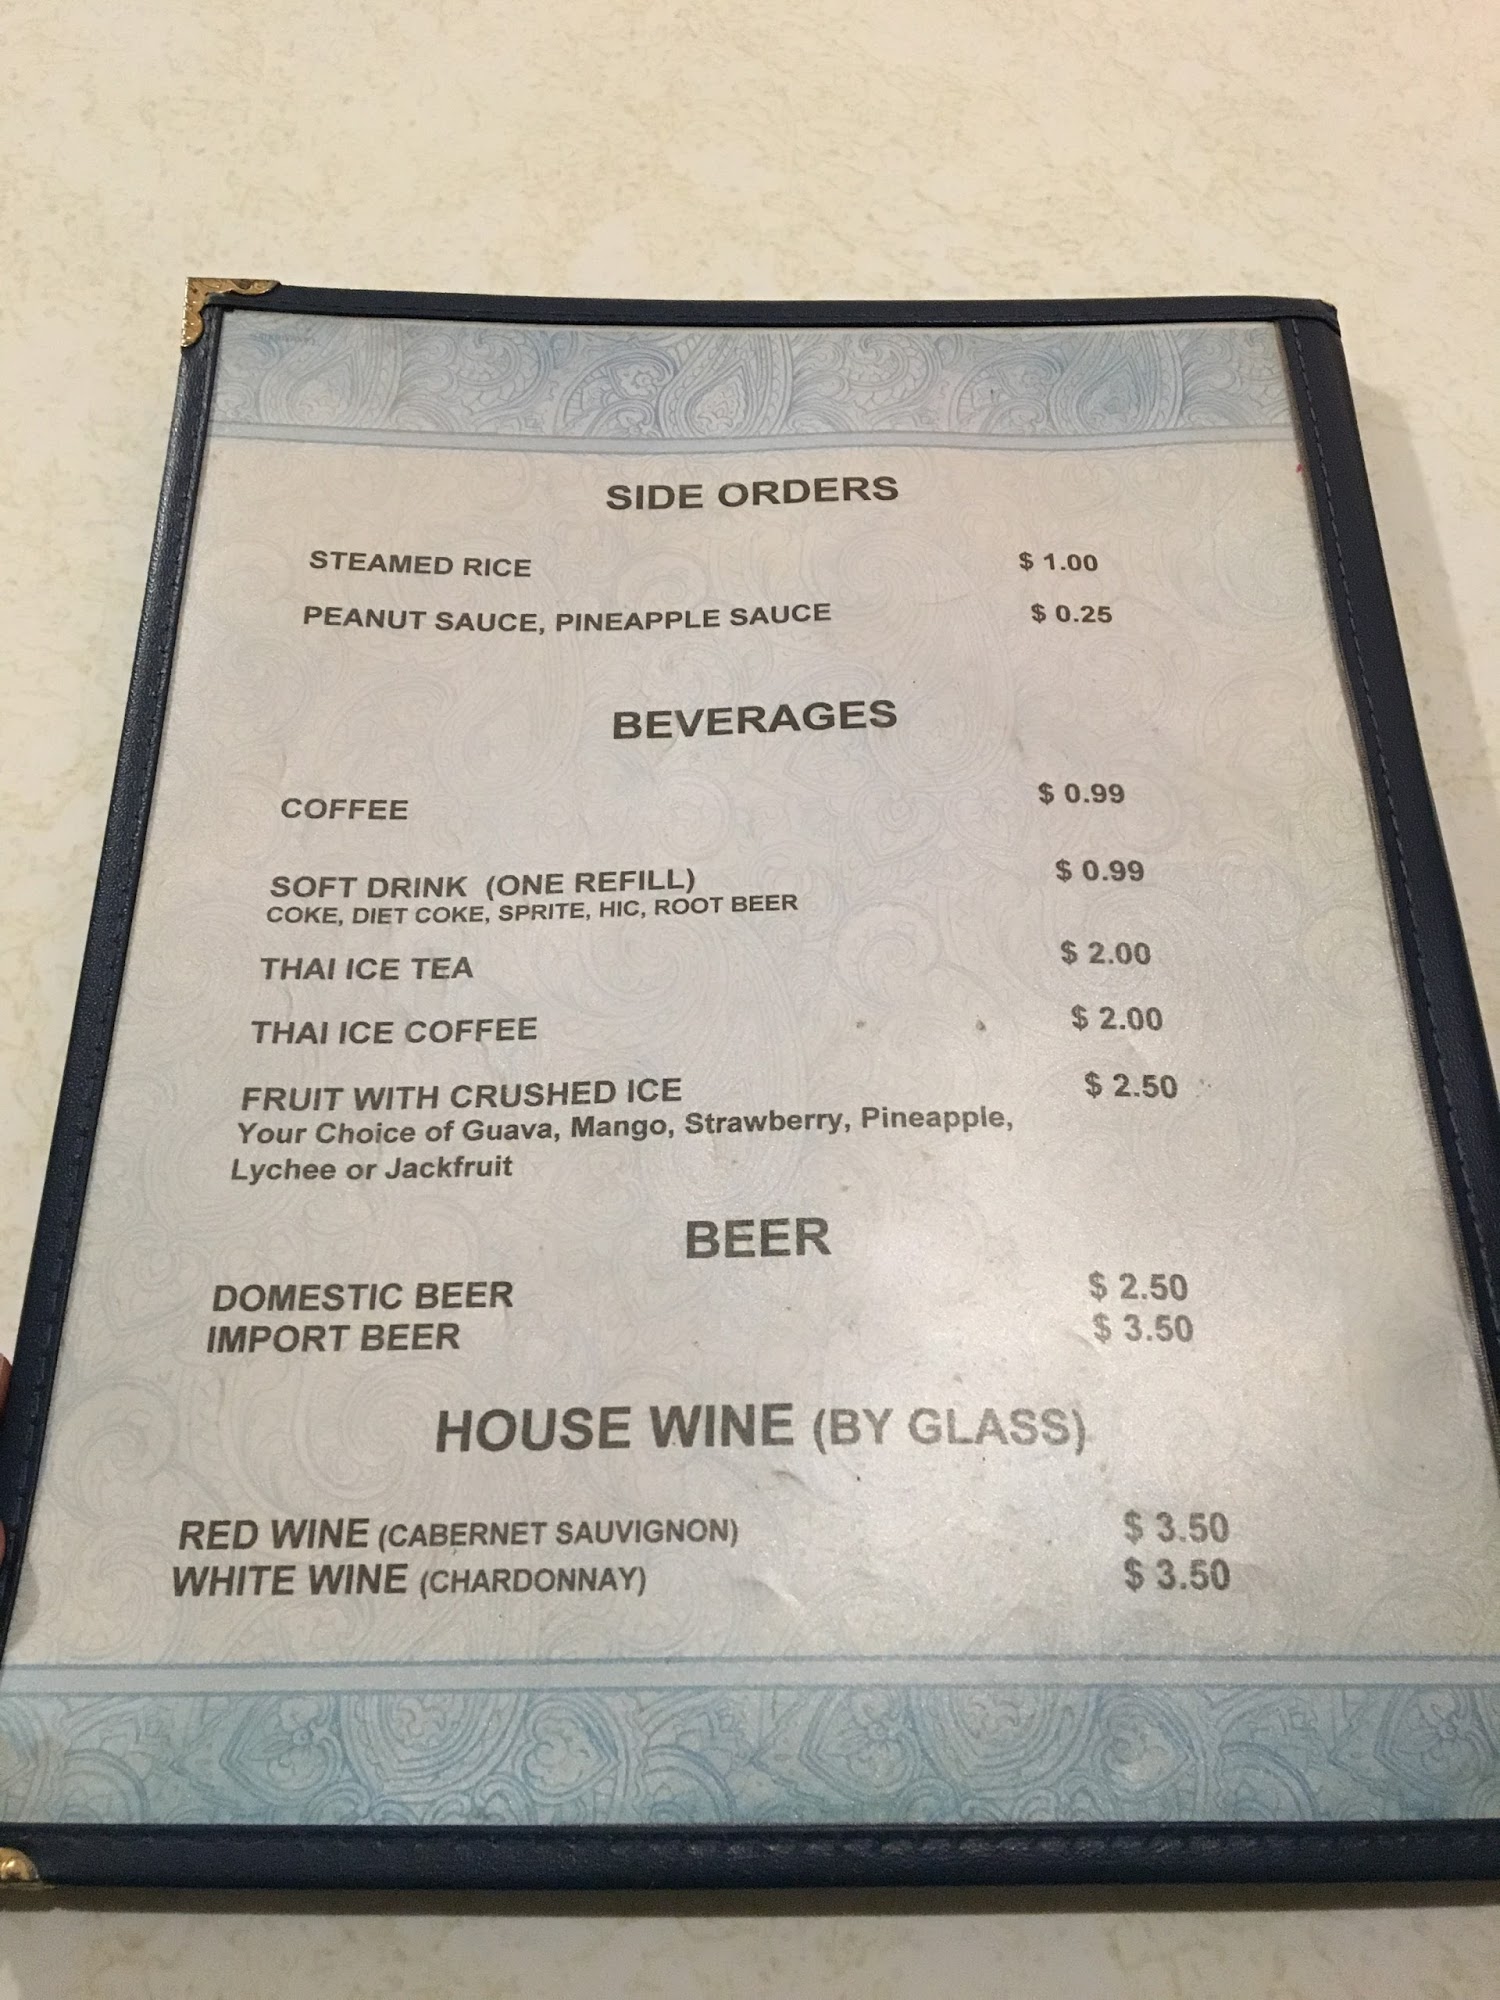 SIDE ORDERS
STEAMED RICE $ 1.00
PEANUT SAUCE, PINEAPPLE SAUCE $ 0.25
BEVERAGES
COFFEE $ 0.99
SOFT DRINK (ONE REFILL) $ 0.99
COKE, DIET COKE, SPRITE, HIC, ROOT BEER
THAI ICE TEA $ 2.00
THAI ICE COFFEE $ 2.00
FRUIT WITH CRUSHED ICE $ 2.50
Your Choice of Guava, Mango, Strawberry, Pineapple,
Lychee or Jackfruit
BEER
DOMESTIC BEER $ 2.50
IMPORT BEER $ 3.50
HOUSE WINE (BY GLASS)
RED WINE (CABERNET SAUVIGNON) $ 3.50
WHITE WINE (CHARDONNAY) $ 3.50